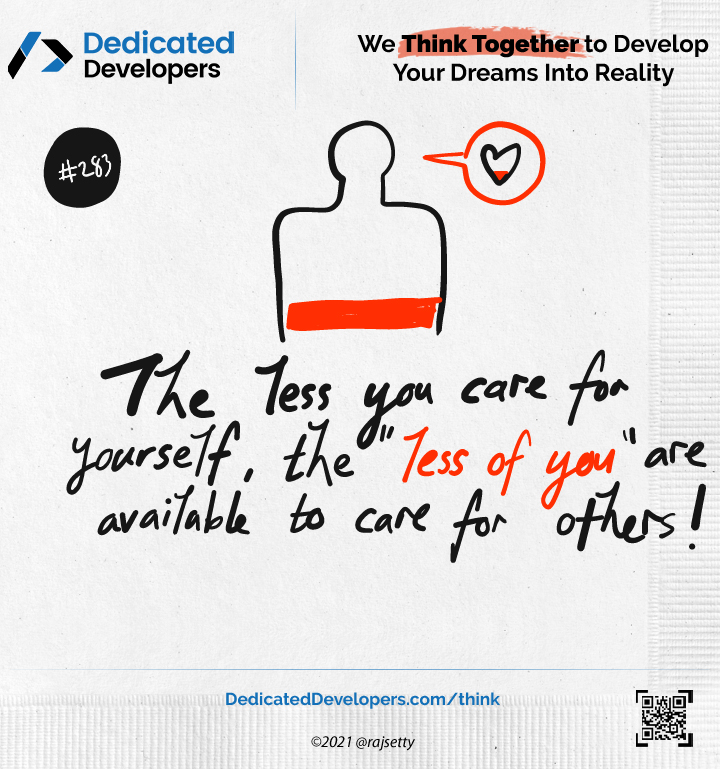 Dedicated
Developers
We Think Together to Develop
Your Dreams Into Reality
#283
The less you care for
yourself, the "less of you" are
available to care for others!
DedicatedDevelopers.com/think
©2021 @rajsetty